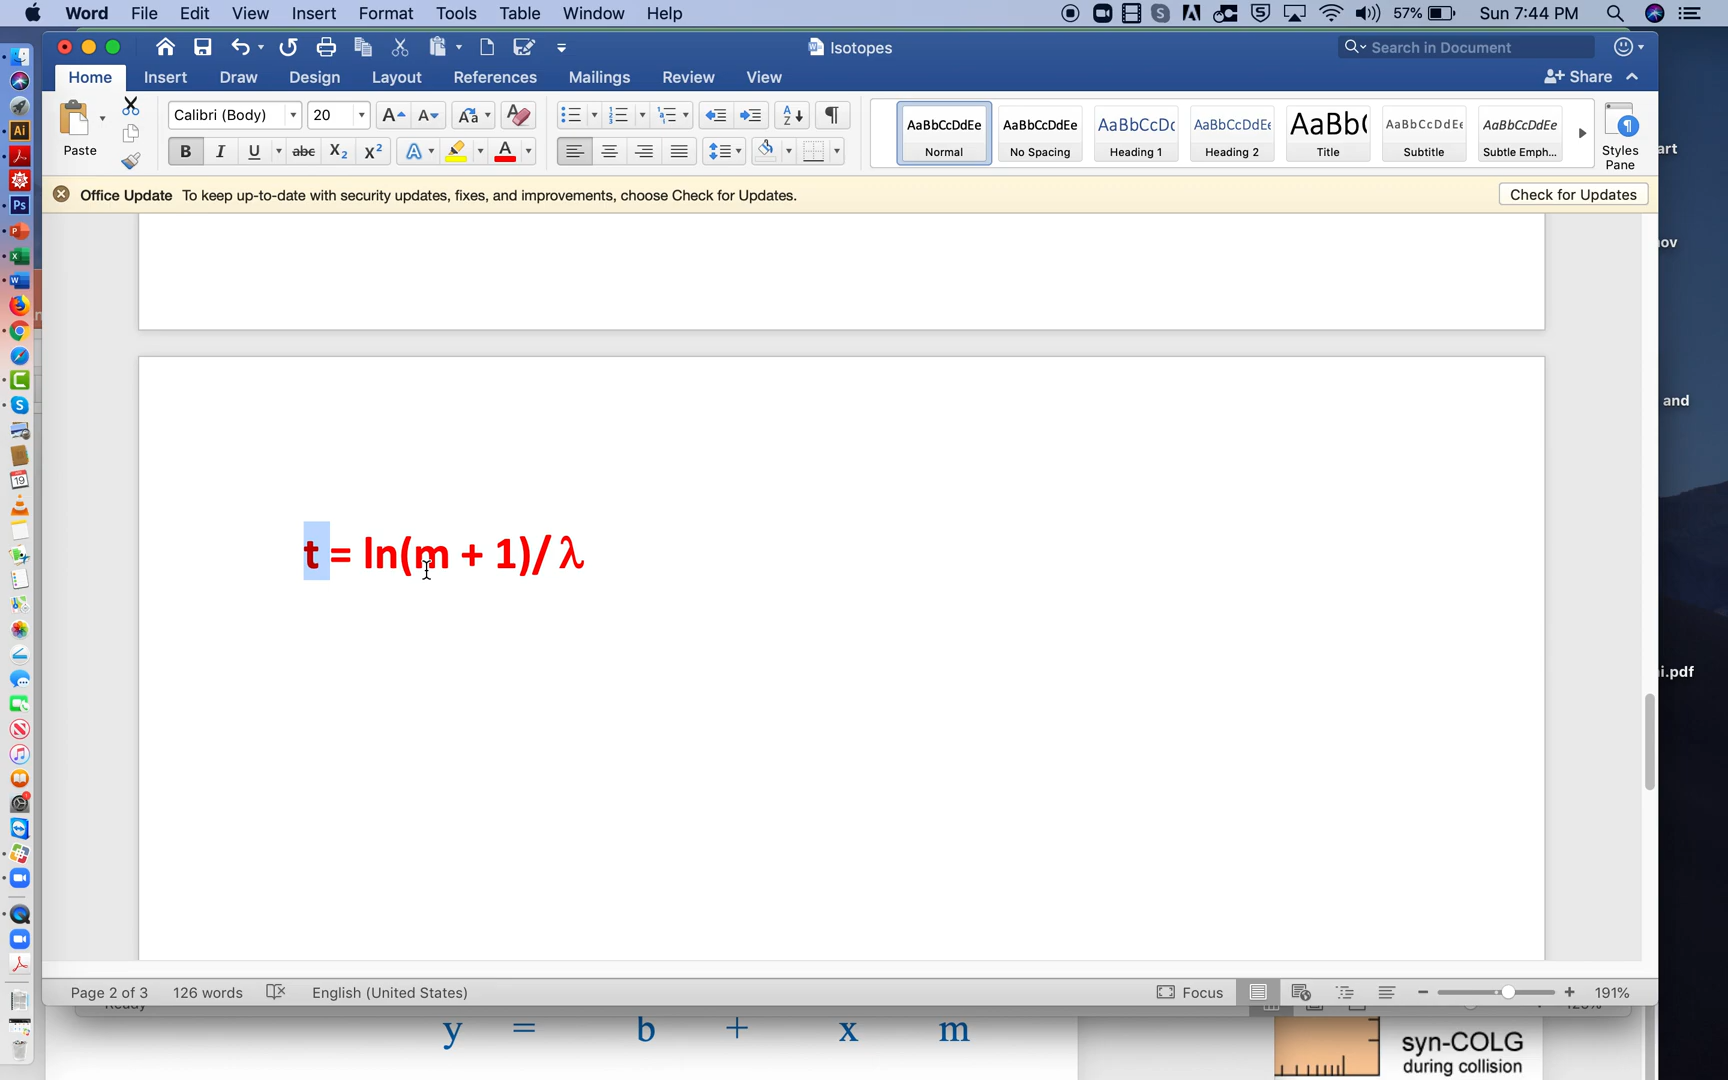 Word File Edit View Insert Format Tools Table Window Help 57% Sun 7:44 PM
Isotopes
Search in Document
Home Insert Draw Design Layout References Mailings Review View Share
Paste
Calibri (Body) 20
AaBbCcDdEe AaBbCcDdEe AaBbCcDc AaBbCcDdEe AaBb( AaBbCcDdEe AaBbCcDdEe
Normal No Spacing Heading 1 Heading 2 Title Subtitle Subtle Emph... Styles Pane
Office Update To keep up-to-date with security updates, fixes, and improvements, choose Check for Updates. Check for Updates
art
ov
and
i.pdf
t = ln(m + 1)/ λ
Page 2 of 3 126 words English (United States) Focus 191%
y = b + x m
syn-COLG
during collision